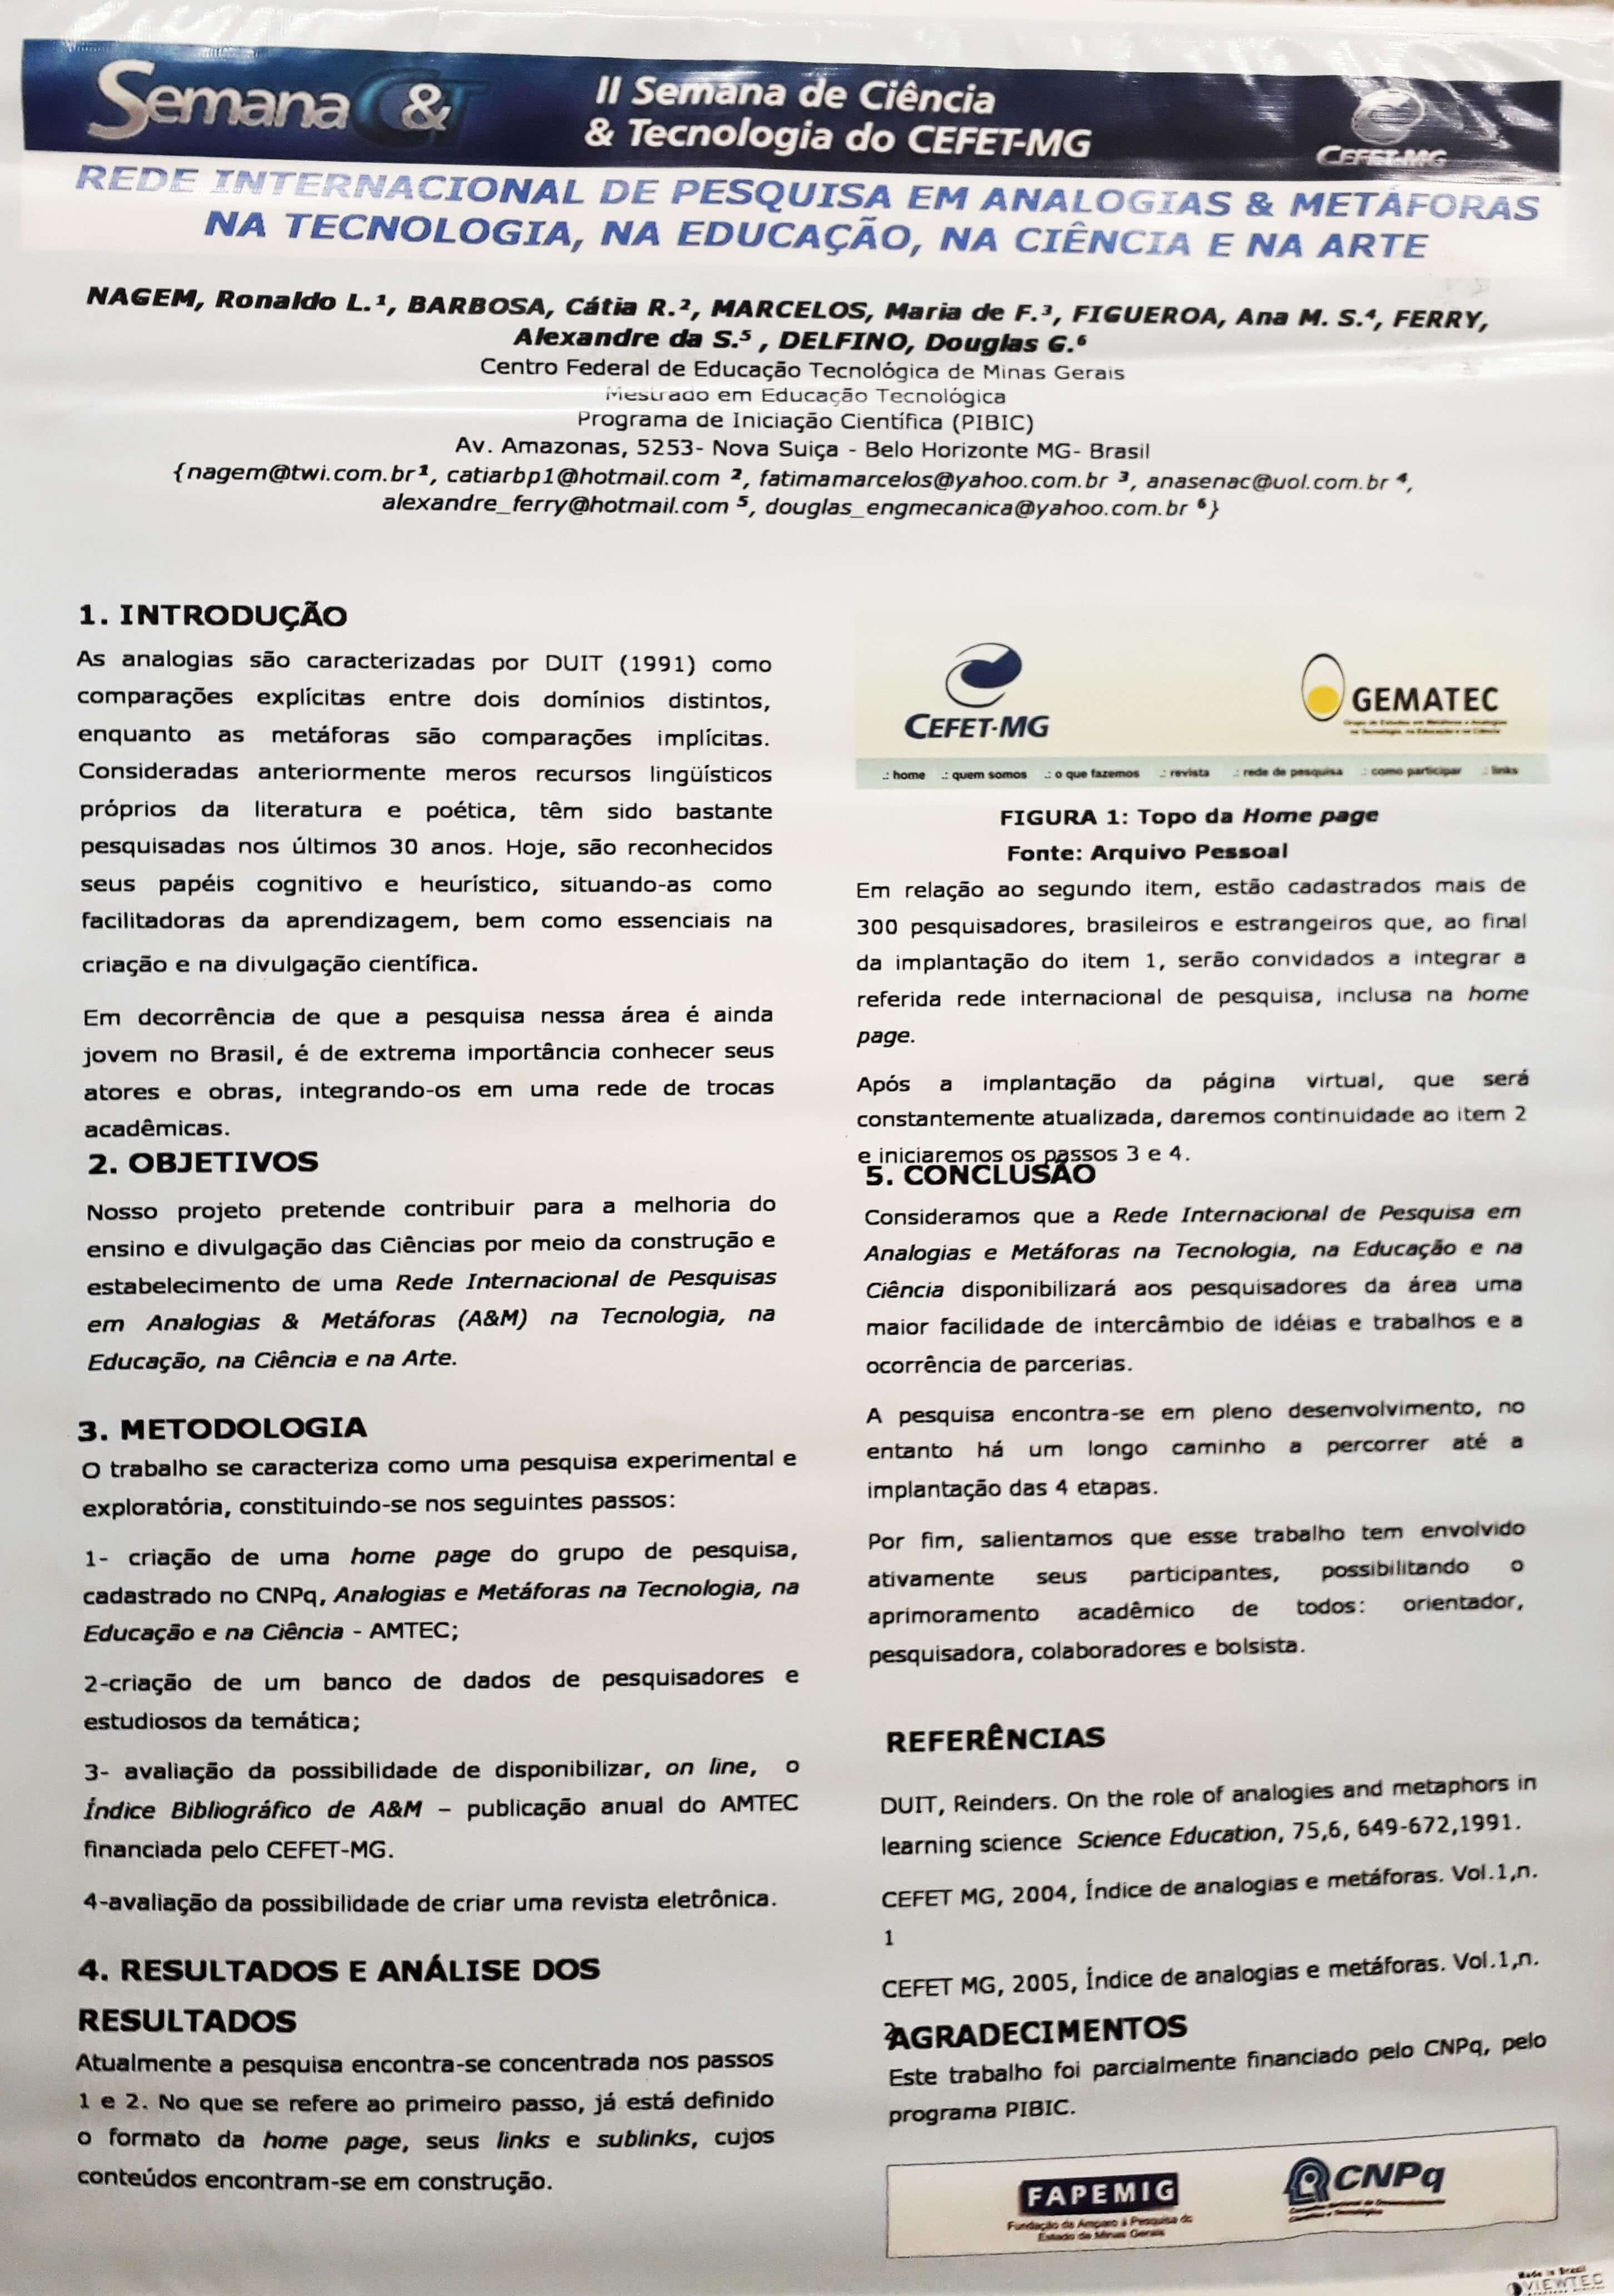 Semana C&T
II Semana de Ciência
& Tecnologia do CEFET-MG
CEFET-MG
REDE INTERNACIONAL DE PESQUISA EM ANALOGIAS & METÁFORAS
NA TECNOLOGIA, NA EDUCAÇÃO, NA CIÊNCIA E NA ARTE
NAGEM, Ronaldo L.¹, BARBOSA, Cátia R.², MARCELOS, Maria de F.³, FIGUEROA, Ana M. S.⁴, FERRY,
Alexandre da S.⁵ , DELFINO, Douglas G.⁶
Centro Federal de Educação Tecnológica de Minas Gerais
Mestrado em Educação Tecnológica
Programa de Iniciação Científica (PIBIC)
Av. Amazonas, 5253- Nova Suiça - Belo Horizonte MG- Brasil
{nagem@twi.com.br¹, catiarbp1@hotmail.com ², fatimamarcelos@yahoo.com.br ³, anasenac@uol.com.br ⁴,
alexandre_ferry@hotmail.com ⁵, douglas_engmecanica@yahoo.com.br ⁶}
1. INTRODUÇÃO
As analogias são caracterizadas por DUIT (1991) como
comparações explícitas entre dois domínios distintos,
enquanto as metáforas são comparações implícitas.
Consideradas anteriormente meros recursos lingüísticos
próprios da literatura e poética, têm sido bastante
pesquisadas nos últimos 30 anos. Hoje, são reconhecidos
seus papéis cognitivo e heurístico, situando-as como
facilitadoras da aprendizagem, bem como essenciais na
criação e na divulgação científica.
Em decorrência de que a pesquisa nessa área é ainda
jovem no Brasil, é de extrema importância conhecer seus
atores e obras, integrando-os em uma rede de trocas
acadêmicas.
2. OBJETIVOS
Nosso projeto pretende contribuir para a melhoria do
ensino e divulgação das Ciências por meio da construção e
estabelecimento de uma Rede Internacional de Pesquisas
em Analogias & Metáforas (A&M) na Tecnologia, na
Educação, na Ciência e na Arte.
3. METODOLOGIA
O trabalho se caracteriza como uma pesquisa experimental e
exploratória, constituindo-se nos seguintes passos:
1- criação de uma home page do grupo de pesquisa,
cadastrado no CNPq, Analogias e Metáforas na Tecnologia, na
Educação e na Ciência - AMTEC;
2-criação de um banco de dados de pesquisadores e
estudiosos da temática;
3- avaliação da possibilidade de disponibilizar, on line, o
Índice Bibliográfico de A&M – publicação anual do AMTEC
financiada pelo CEFET-MG.
4-avaliação da possibilidade de criar uma revista eletrônica.
4. RESULTADOS E ANÁLISE DOS
RESULTADOS
Atualmente a pesquisa encontra-se concentrada nos passos
1 e 2. No que se refere ao primeiro passo, já está definido
o formato da home page, seus links e sublinks, cujos
conteúdos encontram-se em construção.
CEFET-MG
GEMATEC
Grupo de Estudos em Metáforas e Analogias
na Tecnologia, na Educação e na Ciência
.: home .: quem somos .: o que fazemos .: revista .: rede de pesquisa .: como participar .: links
FIGURA 1: Topo da Home page
Fonte: Arquivo Pessoal
Em relação ao segundo item, estão cadastrados mais de
300 pesquisadores, brasileiros e estrangeiros que, ao final
da implantação do item 1, serão convidados a integrar a
referida rede internacional de pesquisa, inclusa na home
page.
Após a implantação da página virtual, que será
constantemente atualizada, daremos continuidade ao item 2
e iniciaremos os passos 3 e 4.
5. CONCLUSÃO
Consideramos que a Rede Internacional de Pesquisa em
Analogias e Metáforas na Tecnologia, na Educação e na
Ciência disponibilizará aos pesquisadores da área uma
maior facilidade de intercâmbio de idéias e trabalhos e a
ocorrência de parcerias.
A pesquisa encontra-se em pleno desenvolvimento, no
entanto há um longo caminho a percorrer até a
implantação das 4 etapas.
Por fim, salientamos que esse trabalho tem envolvido
ativamente seus participantes, possibilitando o
aprimoramento acadêmico de todos: orientador,
pesquisadora, colaboradores e bolsista.
REFERÊNCIAS
DUIT, Reinders. On the role of analogies and metaphors in
learning science Science Education, 75,6, 649-672,1991.
CEFET MG, 2004, Índice de analogias e metáforas. Vol.1,n.
1
CEFET MG, 2005, Índice de analogias e metáforas. Vol.1,n.
2
AGRADECIMENTOS
Este trabalho foi parcialmente financiado pelo CNPq, pelo
programa PIBIC.
FAPEMIG
Fundação de Amparo à Pesquisa do
Estado de Minas Gerais
CNPq
Conselho Nacional de Desenvolvimento
Científico e Tecnológico
Made in Brazil
VIEWTEC